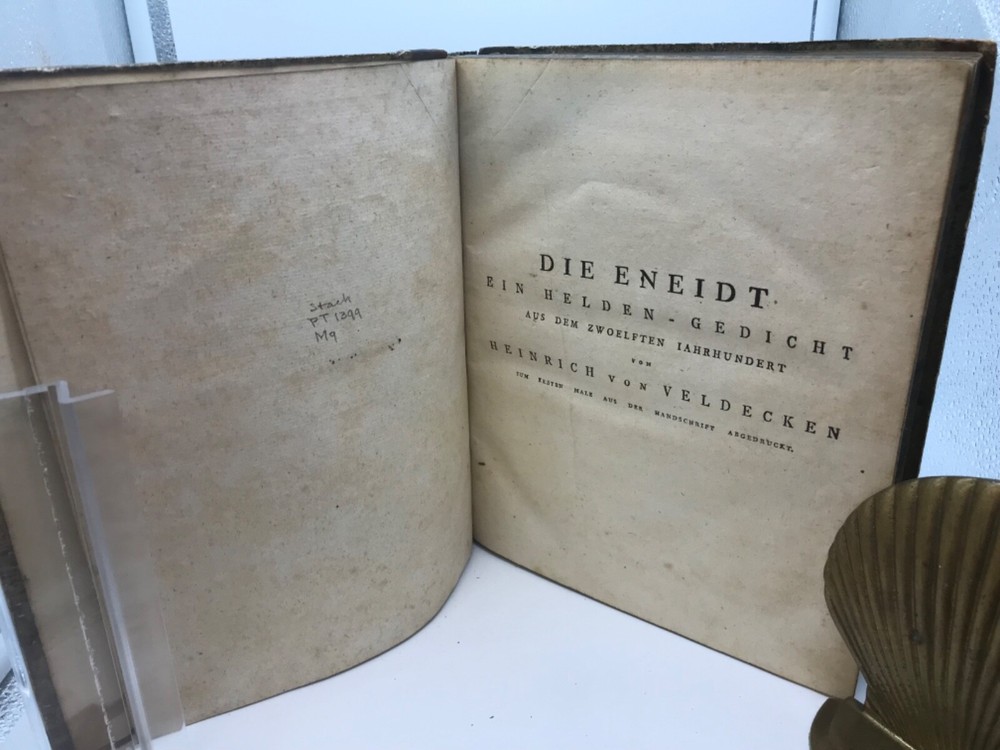 Stack
PT 1399
M9
DIE ENEIDT.
EIN HELDEN-GEDICHT
AUS DEM ZWOELFTEN IAHRHUNDERT
VOM
HEINRICH VON VELDECKEN
ZUM ERSTEN MALE AUS DER HANDSCHRIFT ABGEDRUCKT.